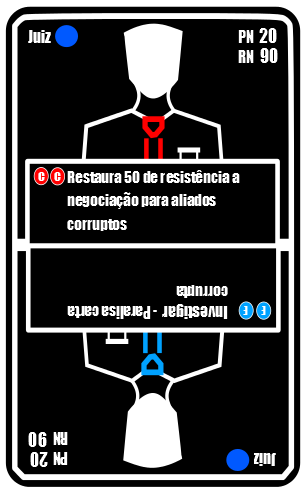 Juiz
PN 20
RN 90
C C Restaura 50 de resistência a
negociação para aliados
corruptos
E E Investigar - Paralisa carta
corrupta
Juiz
PN 20
RN 90